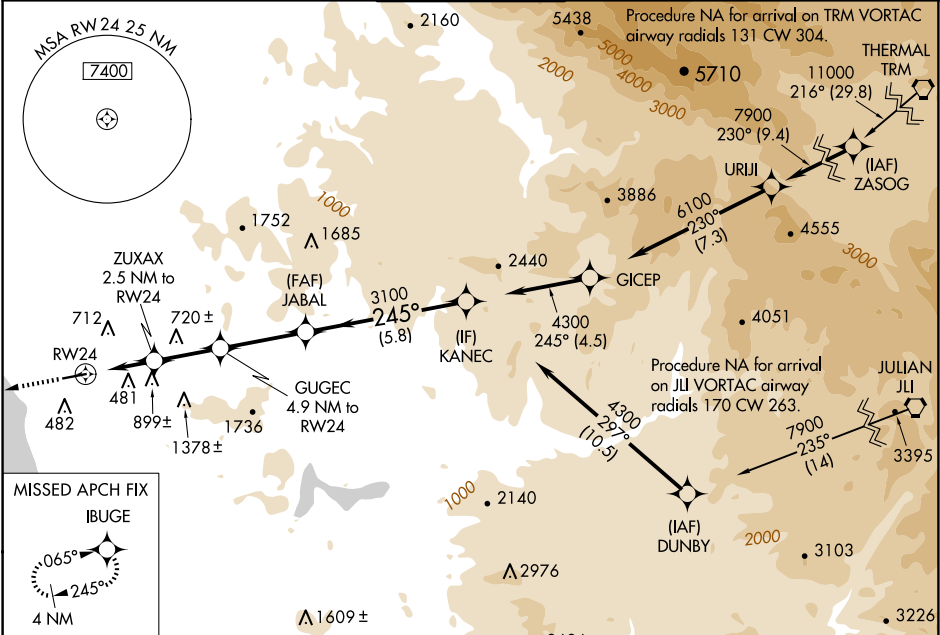 MSA RW24 25 NM
7400
2160
5438
Procedure NA for arrival on TRM VORTAC
airway radials 131 CW 304.
5000
4000
3000
2000
5710
THERMAL
TRM
11000
216° (29.8)
7900
230° (9.4)
(IAF)
ZASOG
URIJI
3886
6100
230°
(7.3)
4555
3000
1000
1752
1685
2440
GICEP
ZUXAX
2.5 NM to
RW24
(FAF)
JABAL
3100
245°
(5.8)
(IF)
KANEC
4300
245° (4.5)
4051
712
720 ±
RW24
GUGEC
4.9 NM to
RW24
Procedure NA for arrival
on JLI VORTAC airway
radials 170 CW 263.
JULIAN
JLI
482
481
899±
1378 ±
1736
4300
297°
(10.5)
7900
235°
(14)
3395
MISSED APCH FIX
IBUGE
065°
245°
4 NM
1000
2140
(IAF)
DUNBY
2000
3103
2976
1609 ±
3226